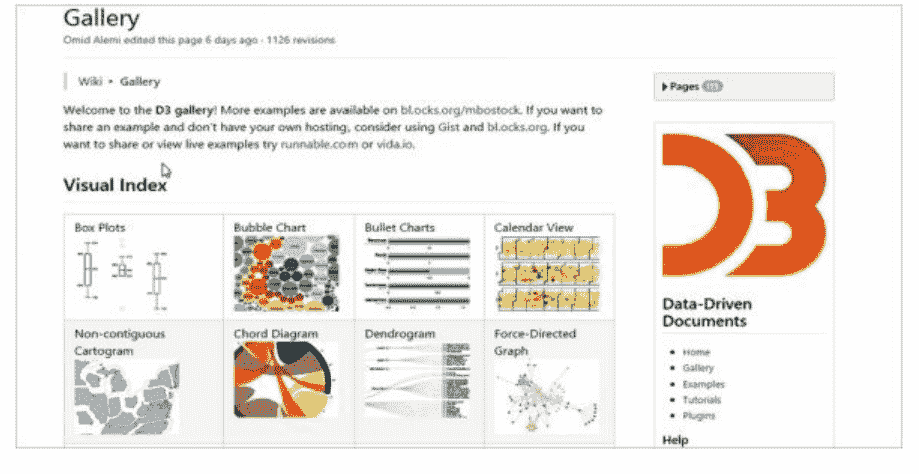 Gallery
Omid Alemi edited this page 6 days ago · 1126 revisions
Wiki • Gallery
Welcome to the D3 gallery! More examples are available on bl.ocks.org/mbostock. If you want to
share an example and don't have your own hosting, consider using Gist and bl.ocks.org. If you
want to share or view live examples try runnable.com or vida.io.
Visual Index
Box Plots
Bubble Chart
Bullet Charts
Calendar View
Non-contiguous
Cartogram
Chord Diagram
Dendrogram
Force-Directed
Graph
Pages
D3
Data-Driven
Documents
Home
Gallery
Examples
Tutorials
Plugins
Help